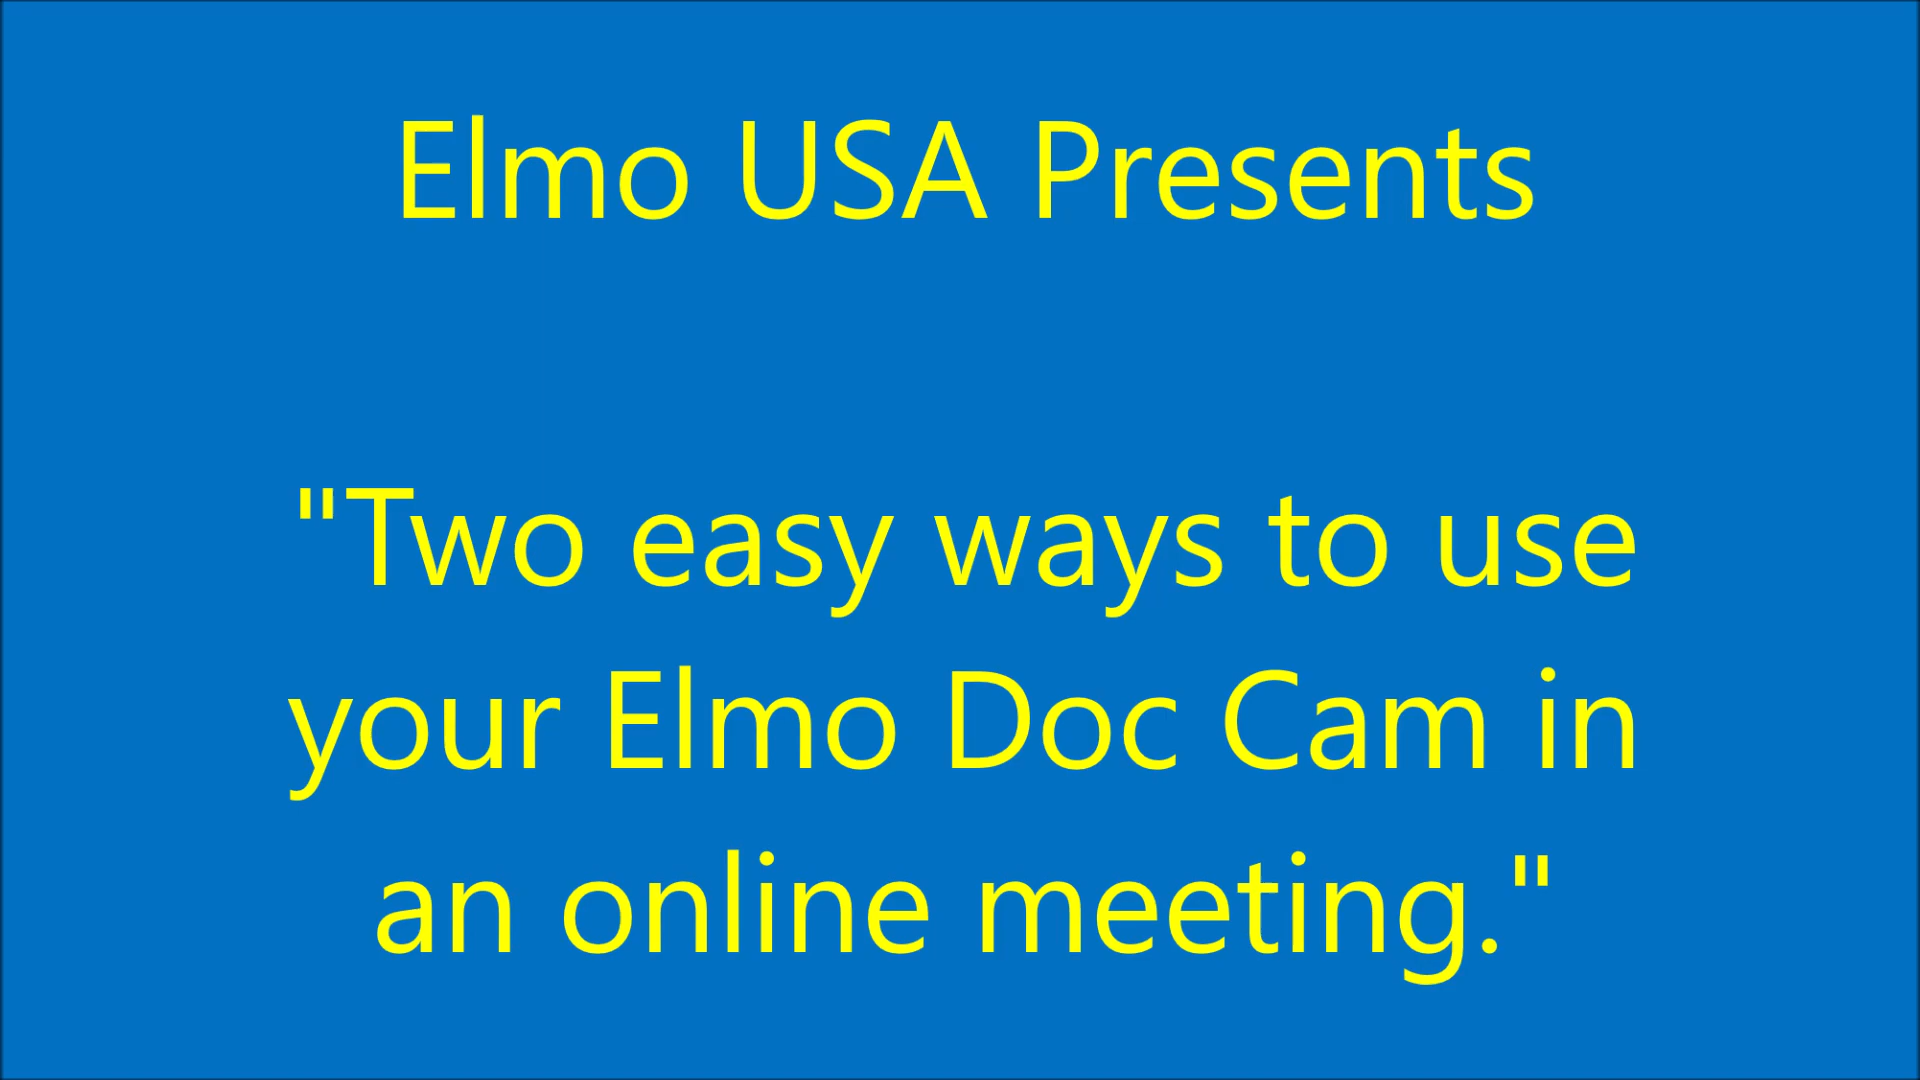 Elmo USA Presents
"Two easy ways to use
your Elmo Doc Cam in
an online meeting."